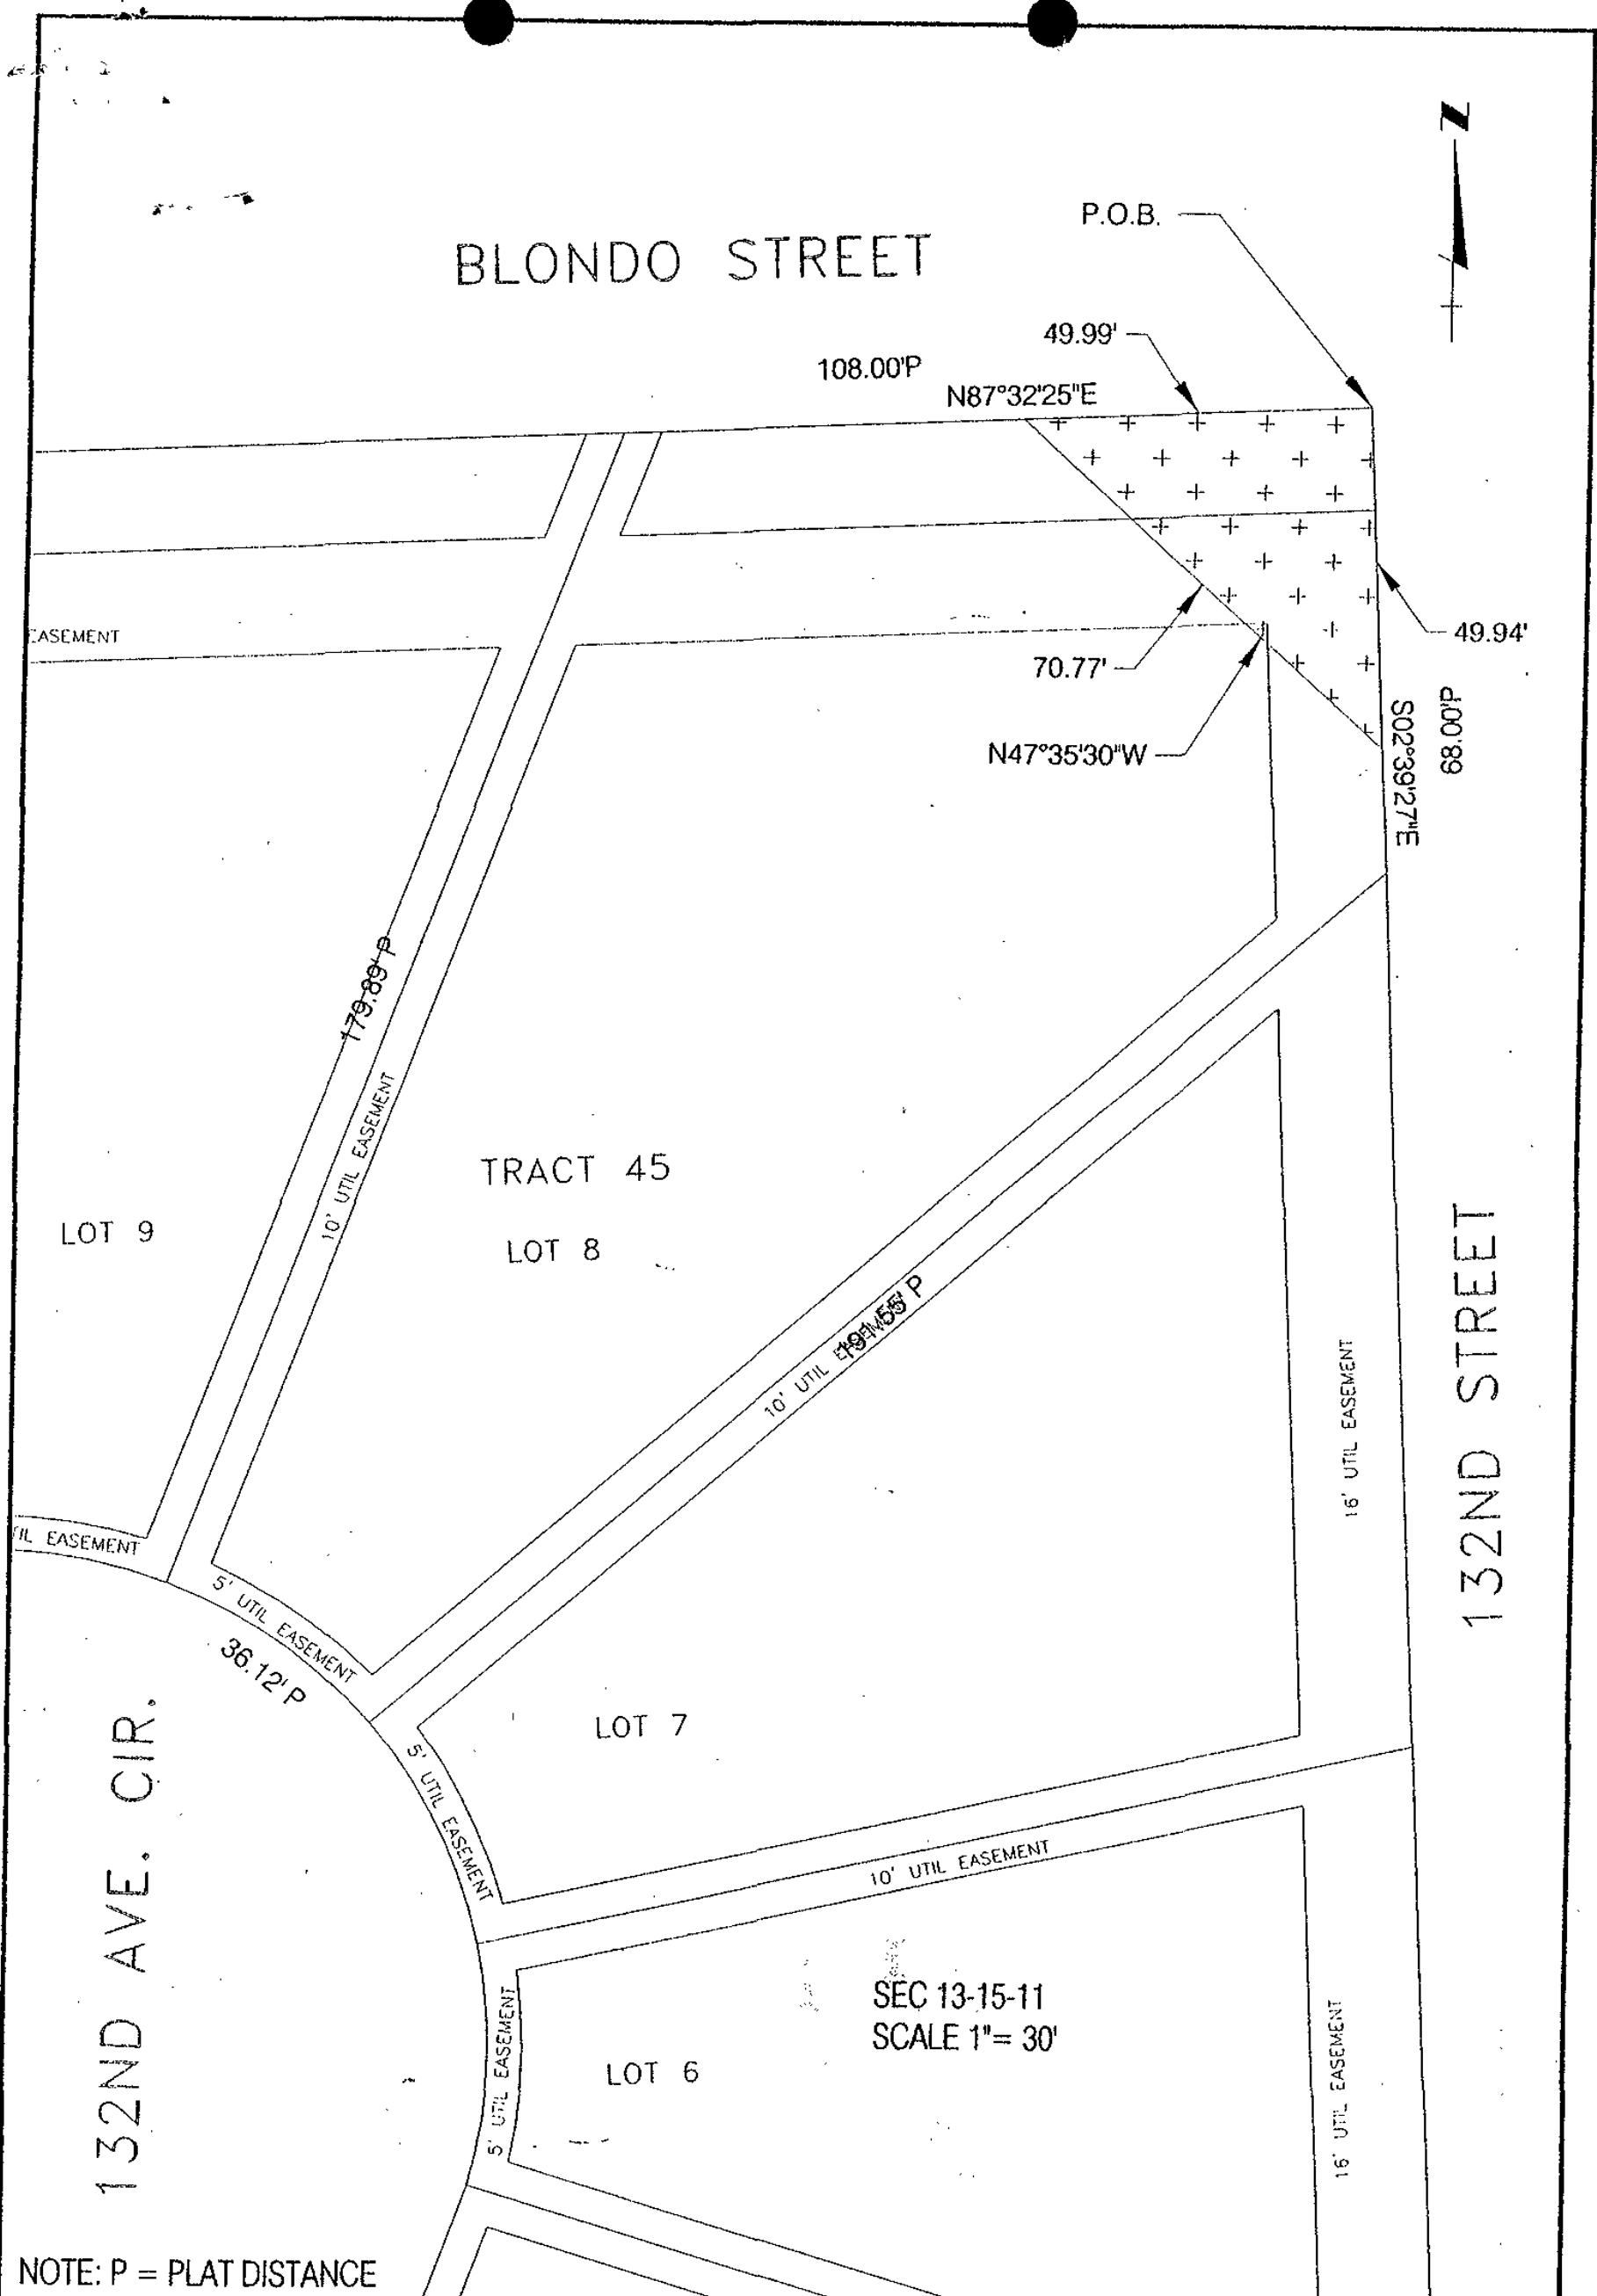 N
P.O.B.
BLONDO STREET
49.99'
108.00'P
N87°32'25"E
EASEMENT
49.94'
70.77'
N47°35'30"W
S02°39'27"E
68.00'P
179.89' P
10' UTIL EASEMENT
TRACT 45
LOT 9
LOT 8
191.55' P
10' UTIL EASEMENT
16' UTIL EASEMENT
132ND STREET
EASEMENT
5' UTIL EASEMENT
36.12' P
LOT 7
5' UTIL EASEMENT
132ND AVE. CIR.
10' UTIL EASEMENT
SEC 13-15-11
SCALE 1"= 30'
5' UTIL EASEMENT
LOT 6
16' UTIL EASEMENT
NOTE: P = PLAT DISTANCE